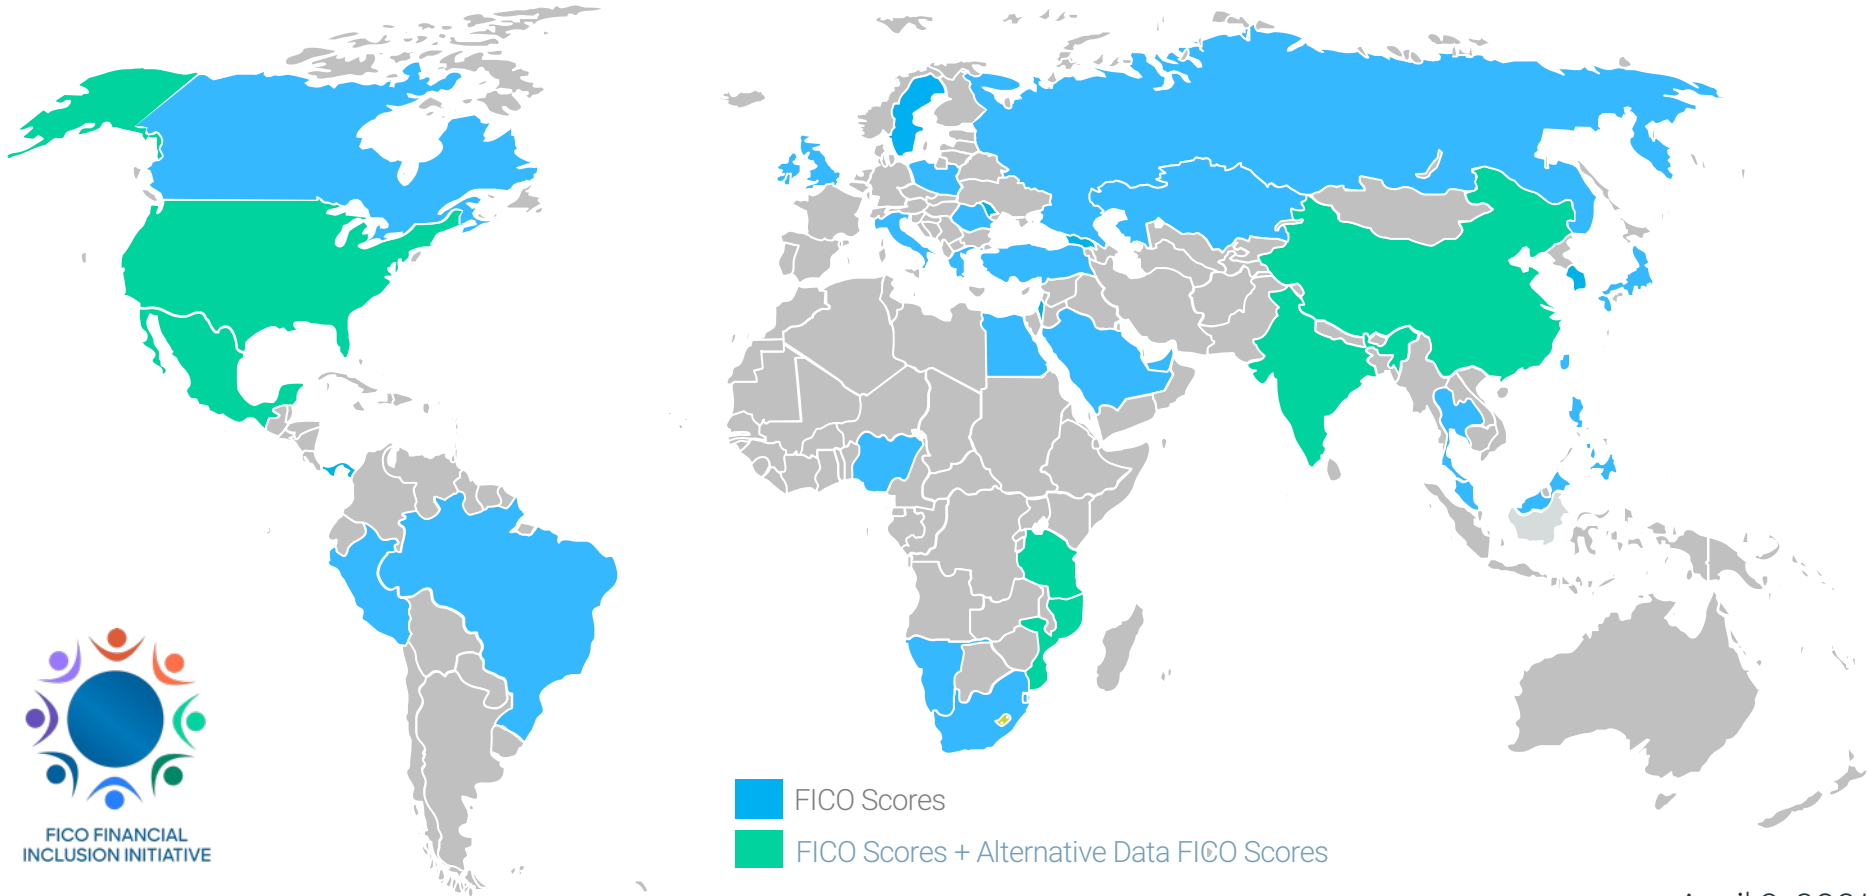 FICO Scores
FICO Scores + Alternative Data FICO Scores
FICO FINANCIAL
INCLUSION INITIATIVE